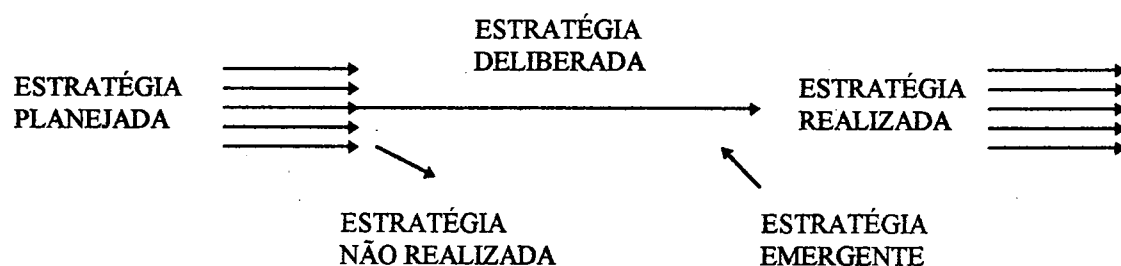 ESTRATÉGIA
DELIBERADA
ESTRATÉGIA
PLANEJADA
ESTRATÉGIA
REALIZADA
ESTRATÉGIA
NÃO REALIZADA
ESTRATÉGIA
EMERGENTE